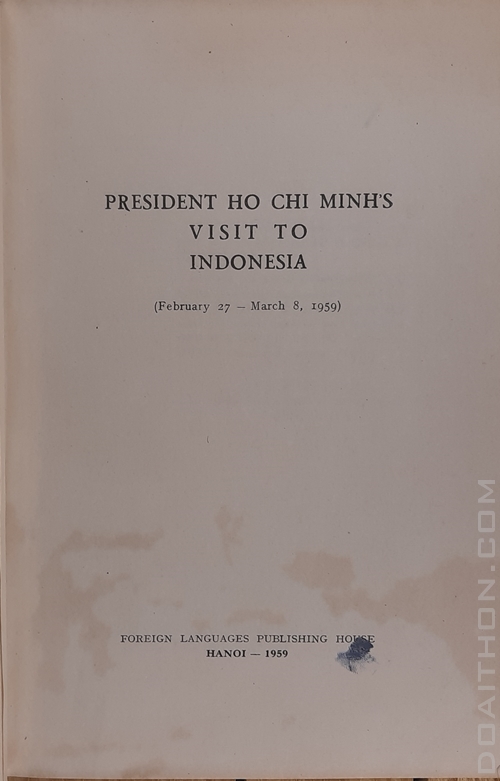 PRESIDENT HO CHI MINH'S
VISIT TO
INDONESIA
(February 27 – March 8, 1959)
FOREIGN LANGUAGES PUBLISHING HOUSE
HANOI — 1959
DOAITHON.COM